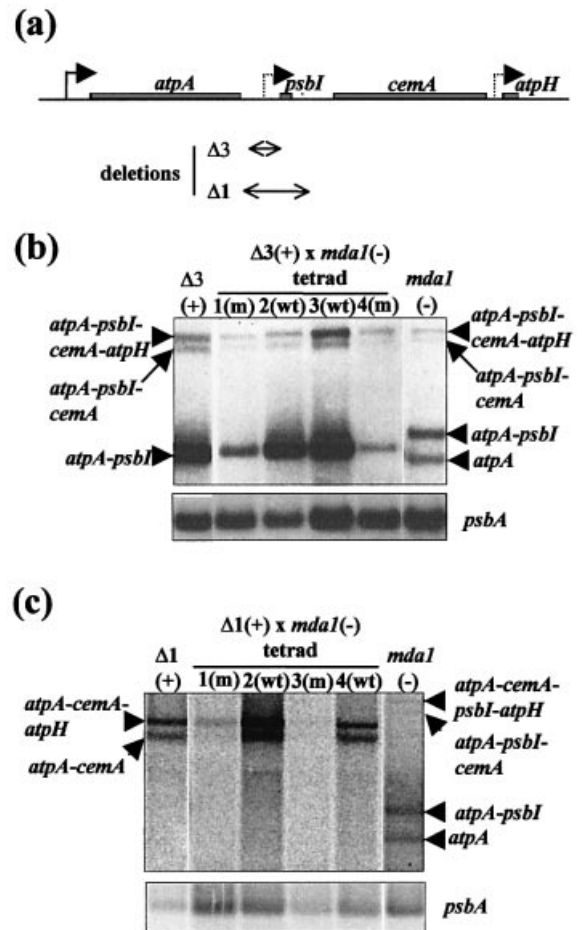 (a)
atpA
psbI
cemA
atpH
deletions
Δ3
Δ1
(b)
Δ3(+) x mda1(-)
tetrad
Δ3
(+)
1(m) 2(wt) 3(wt) 4(m)
mda1
(-)
atpA-psbI-
cemA-atpH
atpA-psbI-
cemA
atpA-psbI
atpA-psbI-
cemA-atpH
atpA-psbI-
cemA
atpA-psbI
atpA
psbA
(c)
Δ1(+) x mda1(-)
tetrad
Δ1
(+)
1(m) 2(wt) 3(m) 4(wt)
mda1
(-)
atpA-cemA-
atpH
atpA-cemA
atpA-cemA-
psbI-atpH
atpA-psbI-
cemA
atpA-psbI
atpA
psbA